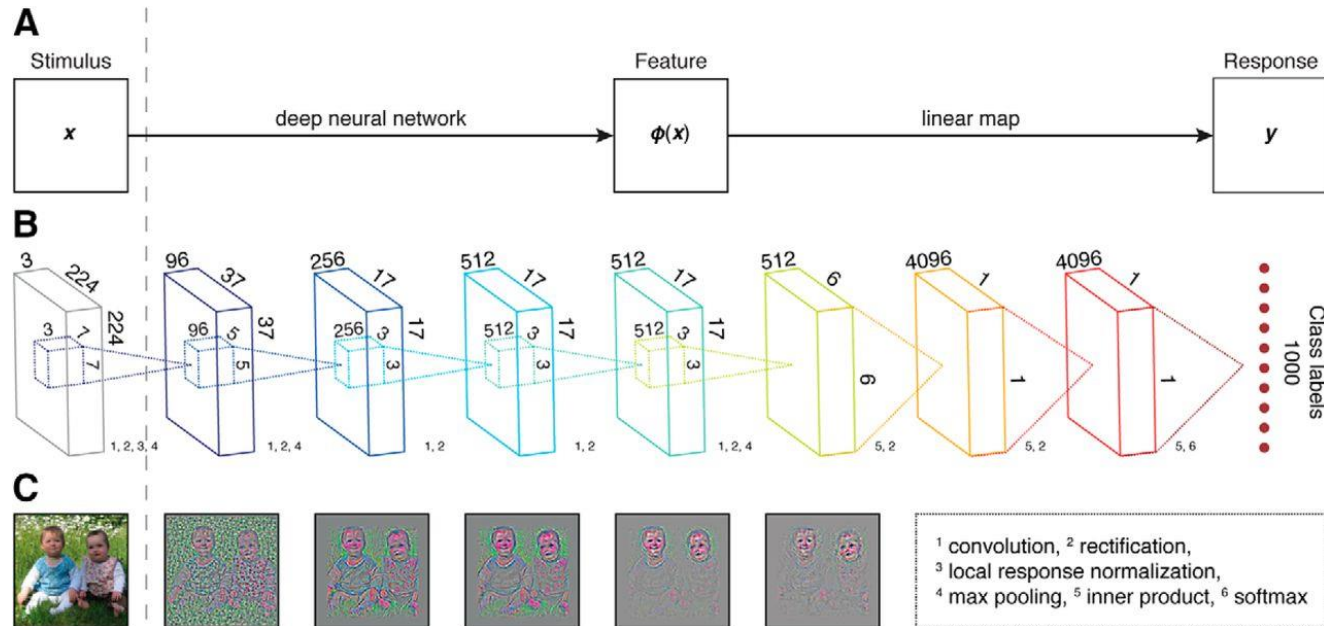 A
Stimulus
Feature
Response
x
deep neural network
ϕ(x)
linear map
y
B
3 224 224
3 7 7
1, 2, 3, 4
96 37 37
96 5 5
1, 2, 4
256 17 17
256 3 3
1, 2
512 17 17
512 3 3
1, 2
512 17 17
512 3 3
1, 2, 4
512 6 6
5, 2
4096 1 1
5, 2
4096 1 1
5, 6
1000
Class labels
C
1 convolution, 2 rectification,
3 local response normalization,
4 max pooling, 5 inner product, 6 softmax